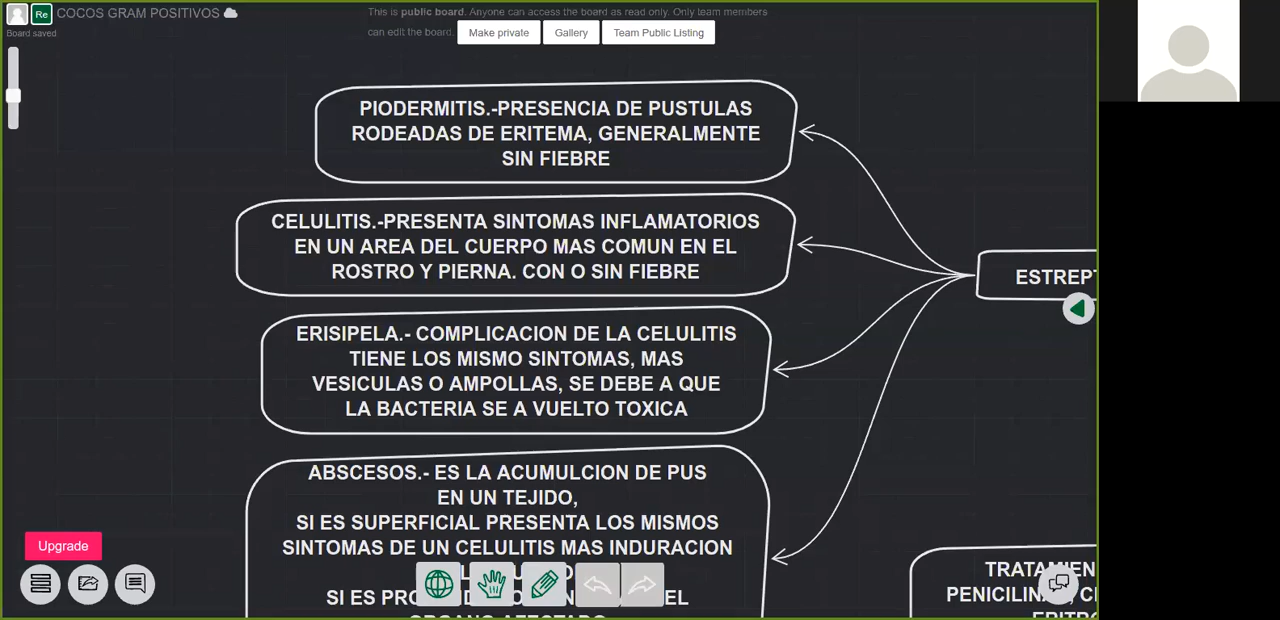 Re COCOS GRAM POSITIVOS
Board saved
This is public board. Anyone can access the board as read only. Only team members
can edit the board. Make private Gallery Team Public Listing
PIODERMITIS.-PRESENCIA DE PUSTULAS
RODEADAS DE ERITEMA, GENERALMENTE
SIN FIEBRE
CELULITIS.-PRESENTA SINTOMAS INFLAMATORIOS
EN UN AREA DEL CUERPO MAS COMUN EN EL
ROSTRO Y PIERNA. CON O SIN FIEBRE
ESTREPT
ERISIPELA.- COMPLICACION DE LA CELULITIS
TIENE LOS MISMO SINTOMAS, MAS
VESICULAS O AMPOLLAS, SE DEBE A QUE
LA BACTERIA SE A VUELTO TOXICA
ABSCESOS.- ES LA ACUMULCION DE PUS
EN UN TEJIDO,
SI ES SUPERFICIAL PRESENTA LOS MISMOS
SINTOMAS DE UN CELULITIS MAS INDURACION
SI ES
EL
TRATAMIEN
PENICILINA, C
Upgrade